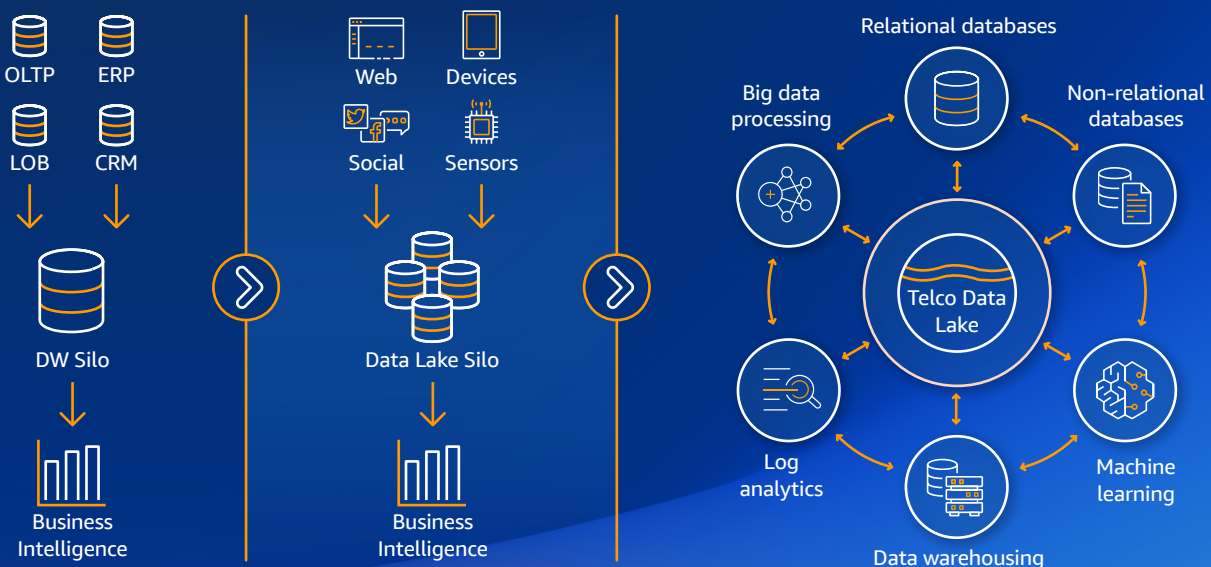 OLTP
ERP
LOB
CRM
DW Silo
Business
Intelligence
Web
Devices
Social
Sensors
Data Lake Silo
Business
Intelligence
Relational databases
Big data
processing
Non-relational
databases
Telco Data
Lake
Log
analytics
Machine
learning
Data warehousing